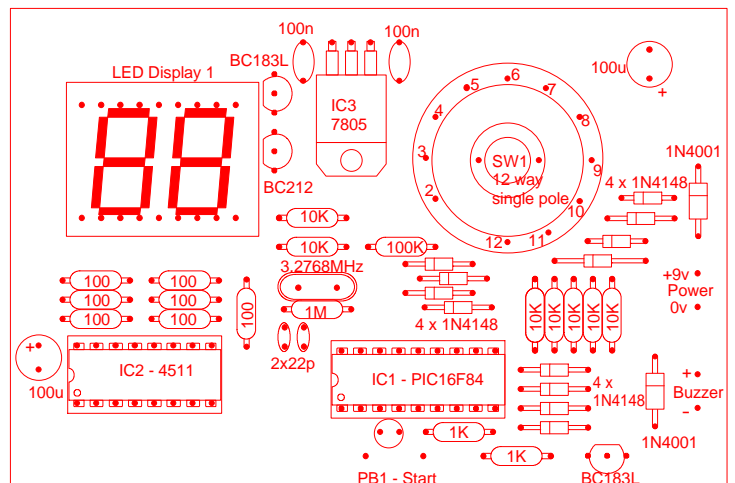 100n
100n
BC183L
100u
+
LED Display 1
IC3
7805
6
5
7
4
8
3
9
2
10
11
12
SW1
12 way
single pole
1N4001
4 x 1N4148
BC212
10K
10K
100K
3.2768MHz
1M
4 x 1N4148
+9v
Power
0v
100
100
100
100
100
100
100
10K
10K
10K
10K
10K
+
100u
IC2 - 4511
2x22p
IC1 - PIC16F84
4 x
1N4148
+
Buzzer
-
1N4001
1K
1K
BC183L
PB1 - Start